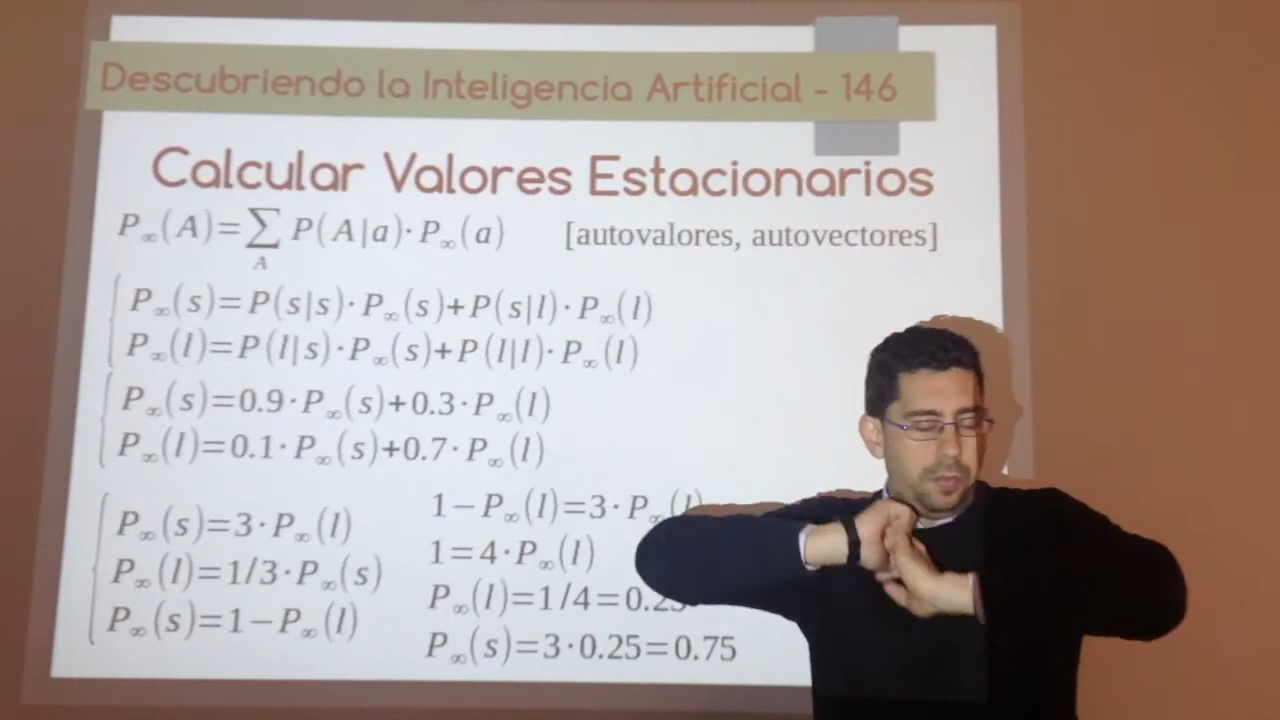 Descubriendo la Inteligencia Artificial - 146
Calcular Valores Estacionarios
P∞(A)=∑ P(A|a)·P∞(a) [autovalores, autovectores]
A
P∞(s)=P(s|s)·P∞(s)+P(s|l)·P∞(l)
P∞(l)=P(l|s)·P∞(s)+P(l|l)·P∞(l)
P∞(s)=0.9·P∞(s)+0.3·P∞(l)
P∞(l)=0.1·P∞(s)+0.7·P∞(l)
P∞(s)=3·P∞(l)
P∞(l)=1/3·P∞(s)
P∞(s)=1−P∞(l)
1−P∞(l)=3·P∞(l)
1=4·P∞(l)
P∞(l)=1/4=0.25
P∞(s)=3·0.25=0.75